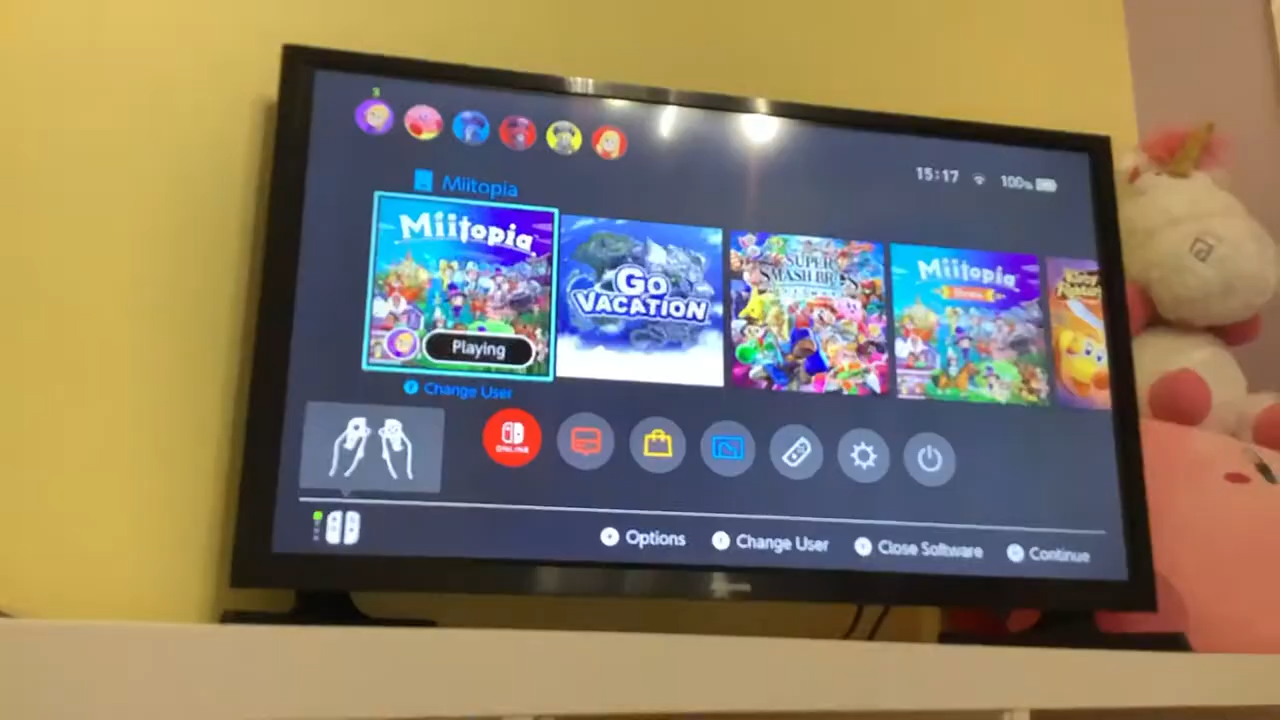 3
15:17 100%
Miitopia
Miitopia
GO
VACATION
SUPER
SMASH BROS
Miitopia
Playing
Change User
ONLINE
Options
Change User
Close Software
Continue